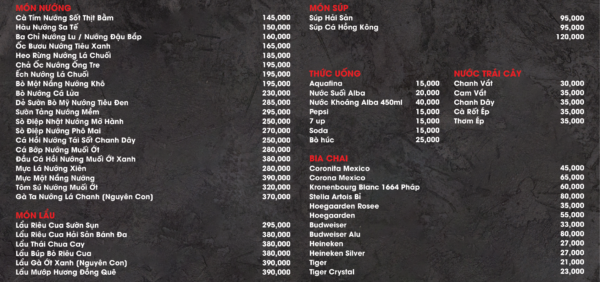 MÓN NƯỚNG
Cà Tím Nướng Sốt Thịt Bằm 145,000
Hàu Nướng Sa Tế 150,000
Ba Chỉ Nướng Lu / Nướng Đậu Bắp 160,000
Ốc Bươu Nướng Tiêu Xanh 165,000
Heo Rừng Nướng Lá Chuối 185,000
Chả Ốc Nướng Ống Tre 195,000
Ếch Nướng Lá Chuối 195,000
Bò Một Nắng Nướng Khô 195,000
Bò Nướng Cá Lửa 220,000
Dẻ Sườn Bò Mỹ Nướng Tiêu Đen 285,000
Sườn Tảng Nướng Mềm 295,000
Sò Điệp Nhật Nướng Mỡ Hành 250,000
Sò Điệp Nướng Phô Mai 270,000
Cá Hồi Nướng Tái Sốt Chanh Dây 250,000
Cá Bớp Nướng Muối Ớt 280,000
Đầu Cá Hồi Nướng Muối Ớt Xanh 380,000
Mực Lá Nướng Xiên 280,000
Mực Một Nắng Nướng 390,000
Tôm Sú Nướng Muối Ớt 320,000
Gà Ta Nướng Lá Chanh (Nguyên Con) 370,000
MÓN LẨU
Lẩu Riêu Cua Sườn Sụn 295,000
Lẩu Riêu Cua Hải Sản Bánh Đa 380,000
Lẩu Thái Chua Cay 380,000
Lẩu Búp Bò Riêu Cua 380,000
Lẩu Gà Ớt Xanh (Nguyên Con) 390,000
Lẩu Mướp Hương Đồng Quê 390,000
MÓN SÚP
Súp Hải Sản 95,000
Súp Cá Hồng Kông 95,000
120,000
THỨC UỐNG
Aquafina 15,000
Nước Suối Alba 20,000
Nước Khoáng Alba 450ml 40,000
Pepsi 15,000
7 up 15,000
Soda 15,000
Bò húc 25,000
NƯỚC TRÁI CÂY
Chanh Vắt 30,000
Cam Vắt 35,000
Chanh Dây 35,000
Cà Rốt Ép 35,000
Thơm Ép 35,000
BIA CHAI
Coronita Mexico 45,000
Corona Mexico 65,000
Kronenbourg Blanc 1664 Pháp 60,000
Stella Artois Bỉ 80,000
Hoegaarden Rosee 35,000
Hoegaarden 55,000
Budweiser 33,000
Budweiser Alu 60,000
Heineken 27,000
Heineken Silver 27,000
Tiger 21,000
Tiger Crystal 23,000